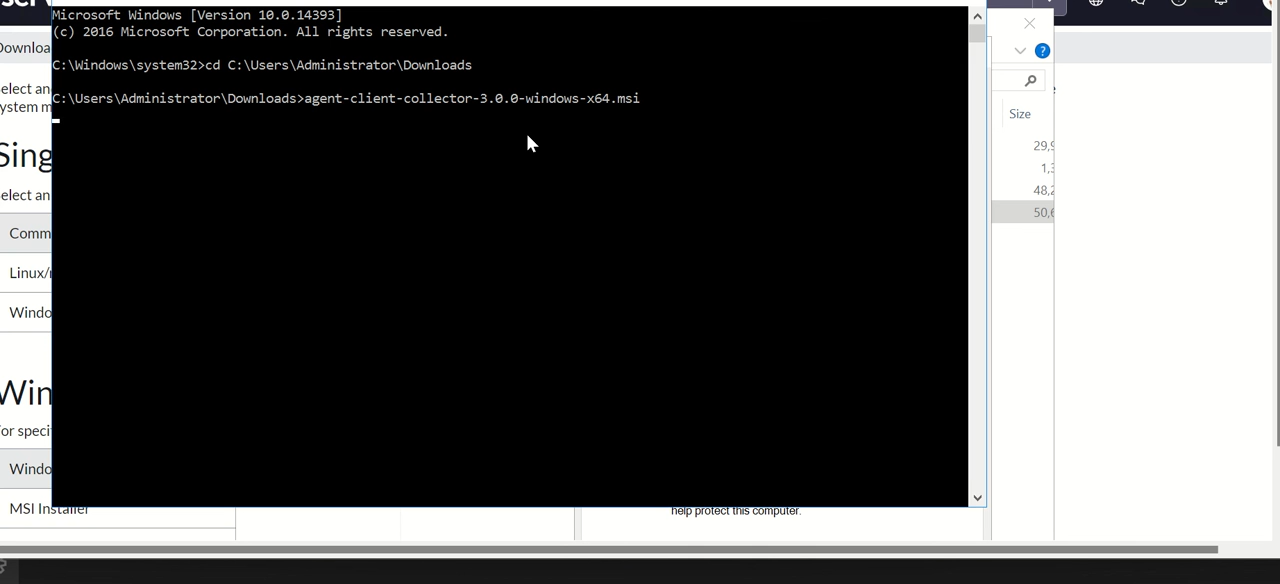 Microsoft Windows [Version 10.0.14393]
(c) 2016 Microsoft Corporation. All rights reserved.
C:\Windows\system32>cd C:\Users\Administrator\Downloads
C:\Users\Administrator\Downloads>agent-client-collector-3.0.0-windows-x64.msi
Downloa
elect an
ystem m
Sing
elect an
Comm
Linux/
Windo
Win
or speci
Windo
MSI Installer
?
Size
29,9
1,3
48,2
50,6
help protect this computer.